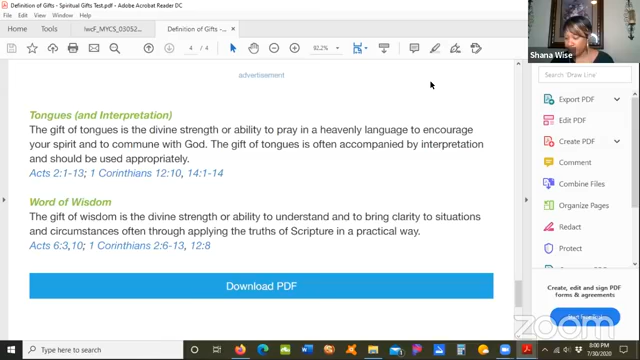 Definition of Gifts - Spiritual Gifts Test.pdf - Adobe Acrobat Reader DC
File Edit View Window Help
Home Tools IwcF_MYCS_03052... Definition of Gifts -... ×
4 / 4 92.2%
Shana Wise
advertisement
Tongues (and Interpretation)
The gift of tongues is the divine strength or ability to pray in a heavenly language to encourage
your spirit and to commune with God. The gift of tongues is often accompanied by interpretation
and should be used appropriately.
Acts 2:1-13; 1 Corinthians 12:10, 14:1-14
Word of Wisdom
The gift of wisdom is the divine strength or ability to understand and to bring clarity to situations
and circumstances often through applying the truths of Scripture in a practical way.
Acts 6:3,10; 1 Corinthians 2:6-13, 12:8
Download PDF
Search 'Draw Line'
Export PDF
Edit PDF
Create PDF
Comment
Combine Files
Organize Pages
Redact
Protect
Create, edit and sign PDF
forms & agreements
Start Free Trial
zoom
Type here to search
8:00 PM
7/30/2020